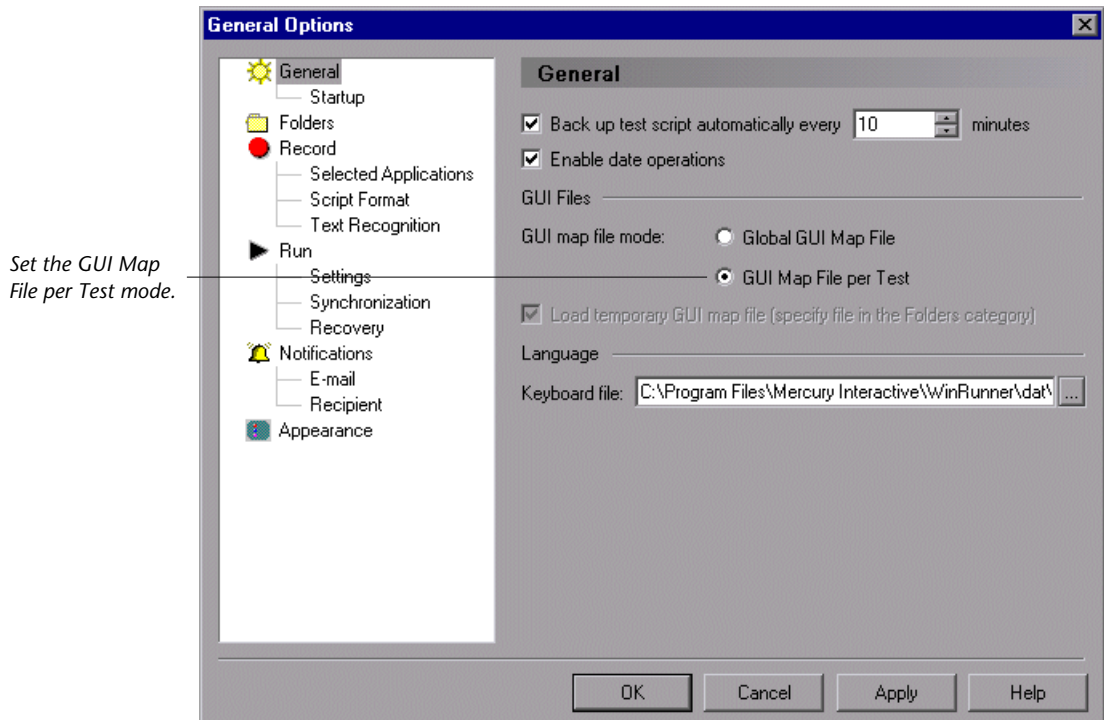 General Options
General
Startup
Folders
Record
Selected Applications
Script Format
Text Recognition
Run
Settings
Synchronization
Recovery
Notifications
E-mail
Recipient
Appearance
General
Back up test script automatically every 10 minutes
Enable date operations
GUI Files
GUI map file mode: Global GUI Map File
GUI Map File per Test
Load temporary GUI map file (specify file in the Folders category)
Language
Keyboard file: C:\Program Files\Mercury Interactive\WinRunner\dat\ ...
OK Cancel Apply Help
Set the GUI Map
File per Test mode.